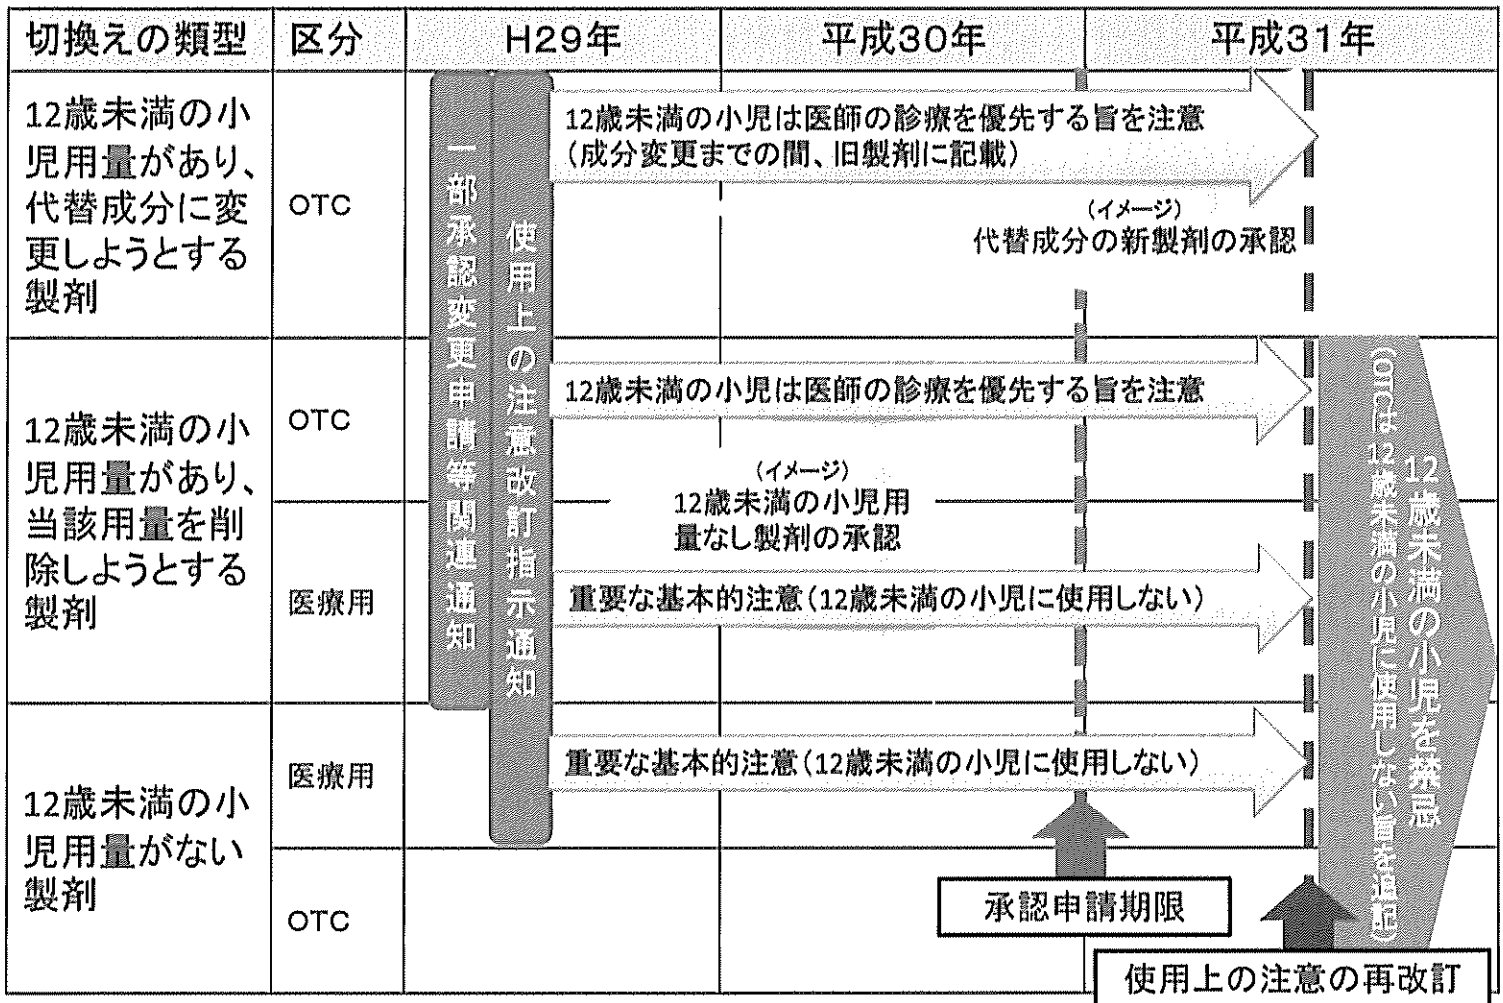 切換えの類型
区分
H29年
平成30年
平成31年
12歳未満の小
児用量があり、
代替成分に変
更しようとする
製剤
OTC
一部承認変更申請等関連通知
使用上の注意改訂指示通知
12歳未満の小児は医師の診療を優先する旨を注意
(成分変更までの間、旧製剤に記載)
(イメージ)
代替成分の新製剤の承認
12歳未満の小
児用量があり、
当該用量を削
除しようとする
製剤
OTC
12歳未満の小児は医師の診療を優先する旨を注意
(イメージ)
12歳未満の小児用
量なし製剤の承認
医療用
重要な基本的注意(12歳未満の小児に使用しない)
12歳未満の小児を禁忌
(OTCは12歳未満の小児に使用しない旨を追記)
12歳未満の小
児用量がない
製剤
医療用
重要な基本的注意(12歳未満の小児に使用しない)
OTC
承認申請期限
使用上の注意の再改訂